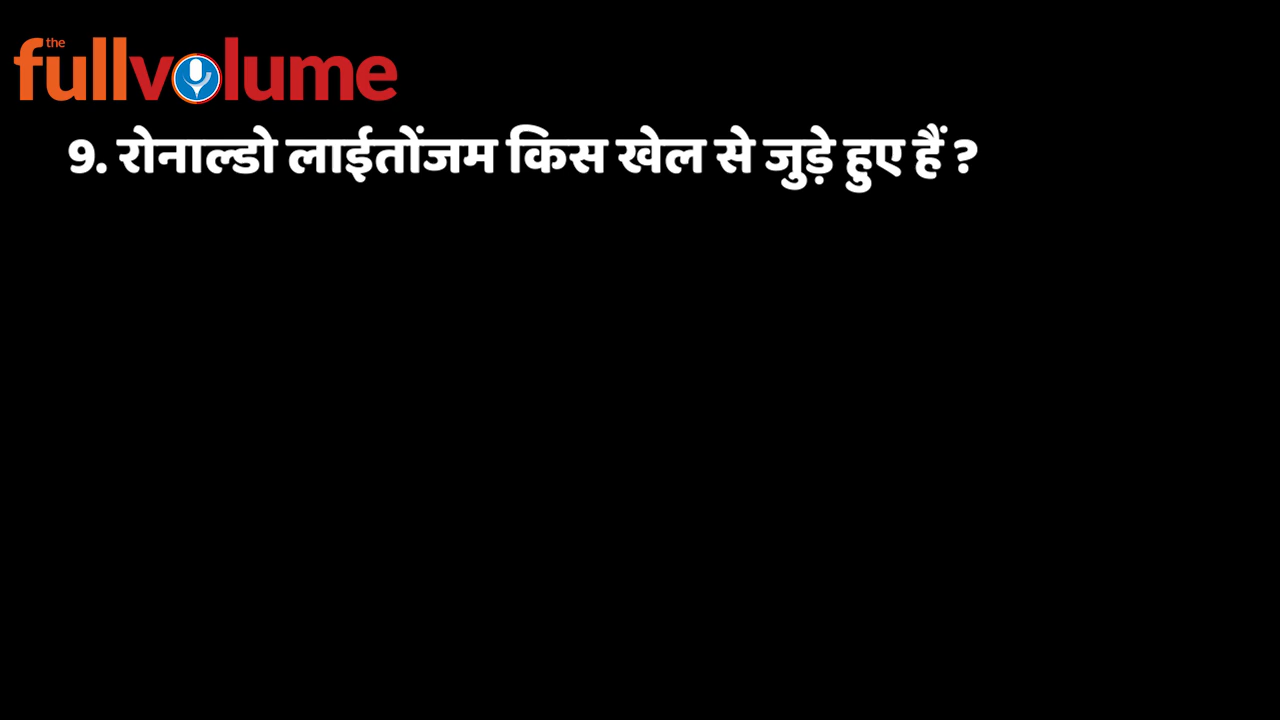 the
fullvolume
9. रोनाल्डो लाईतोंजम किस खेल से जुड़े हुए हैं ?